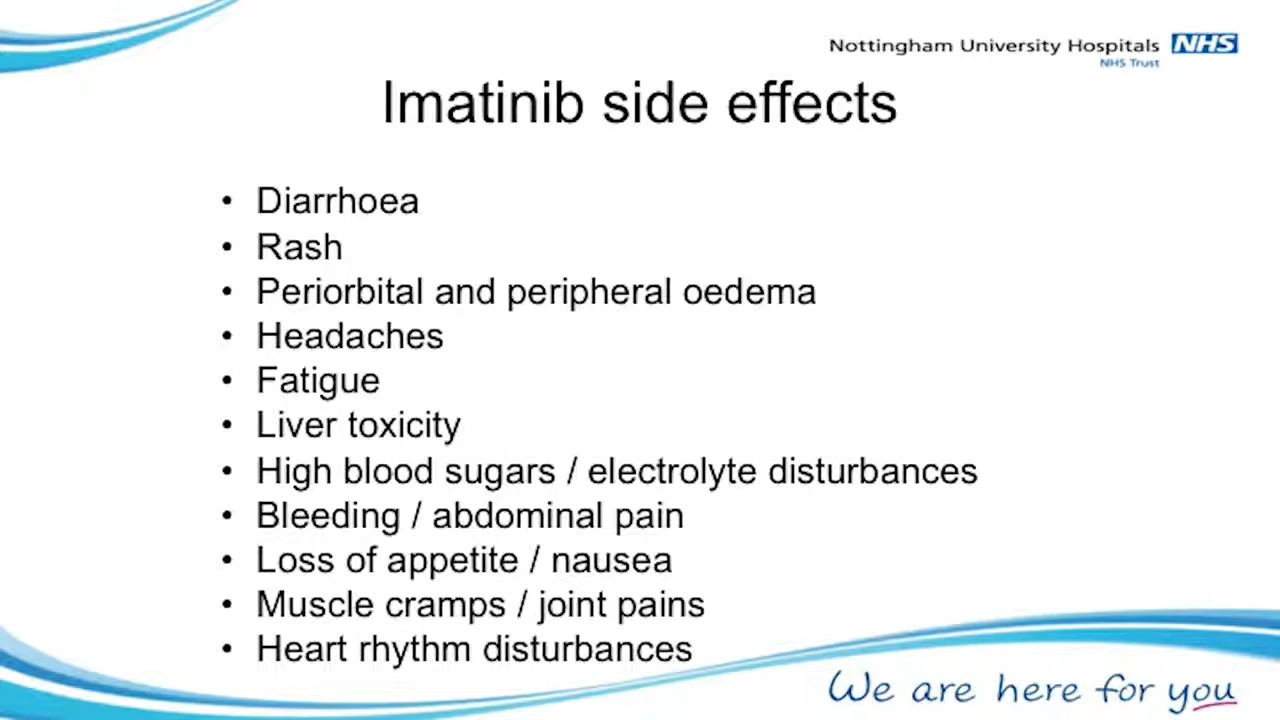 Nottingham University Hospitals NHS
NHS Trust
Imatinib side effects
• Diarrhoea
• Rash
• Periorbital and peripheral oedema
• Headaches
• Fatigue
• Liver toxicity
• High blood sugars / electrolyte disturbances
• Bleeding / abdominal pain
• Loss of appetite / nausea
• Muscle cramps / joint pains
• Heart rhythm disturbances
We are here for you